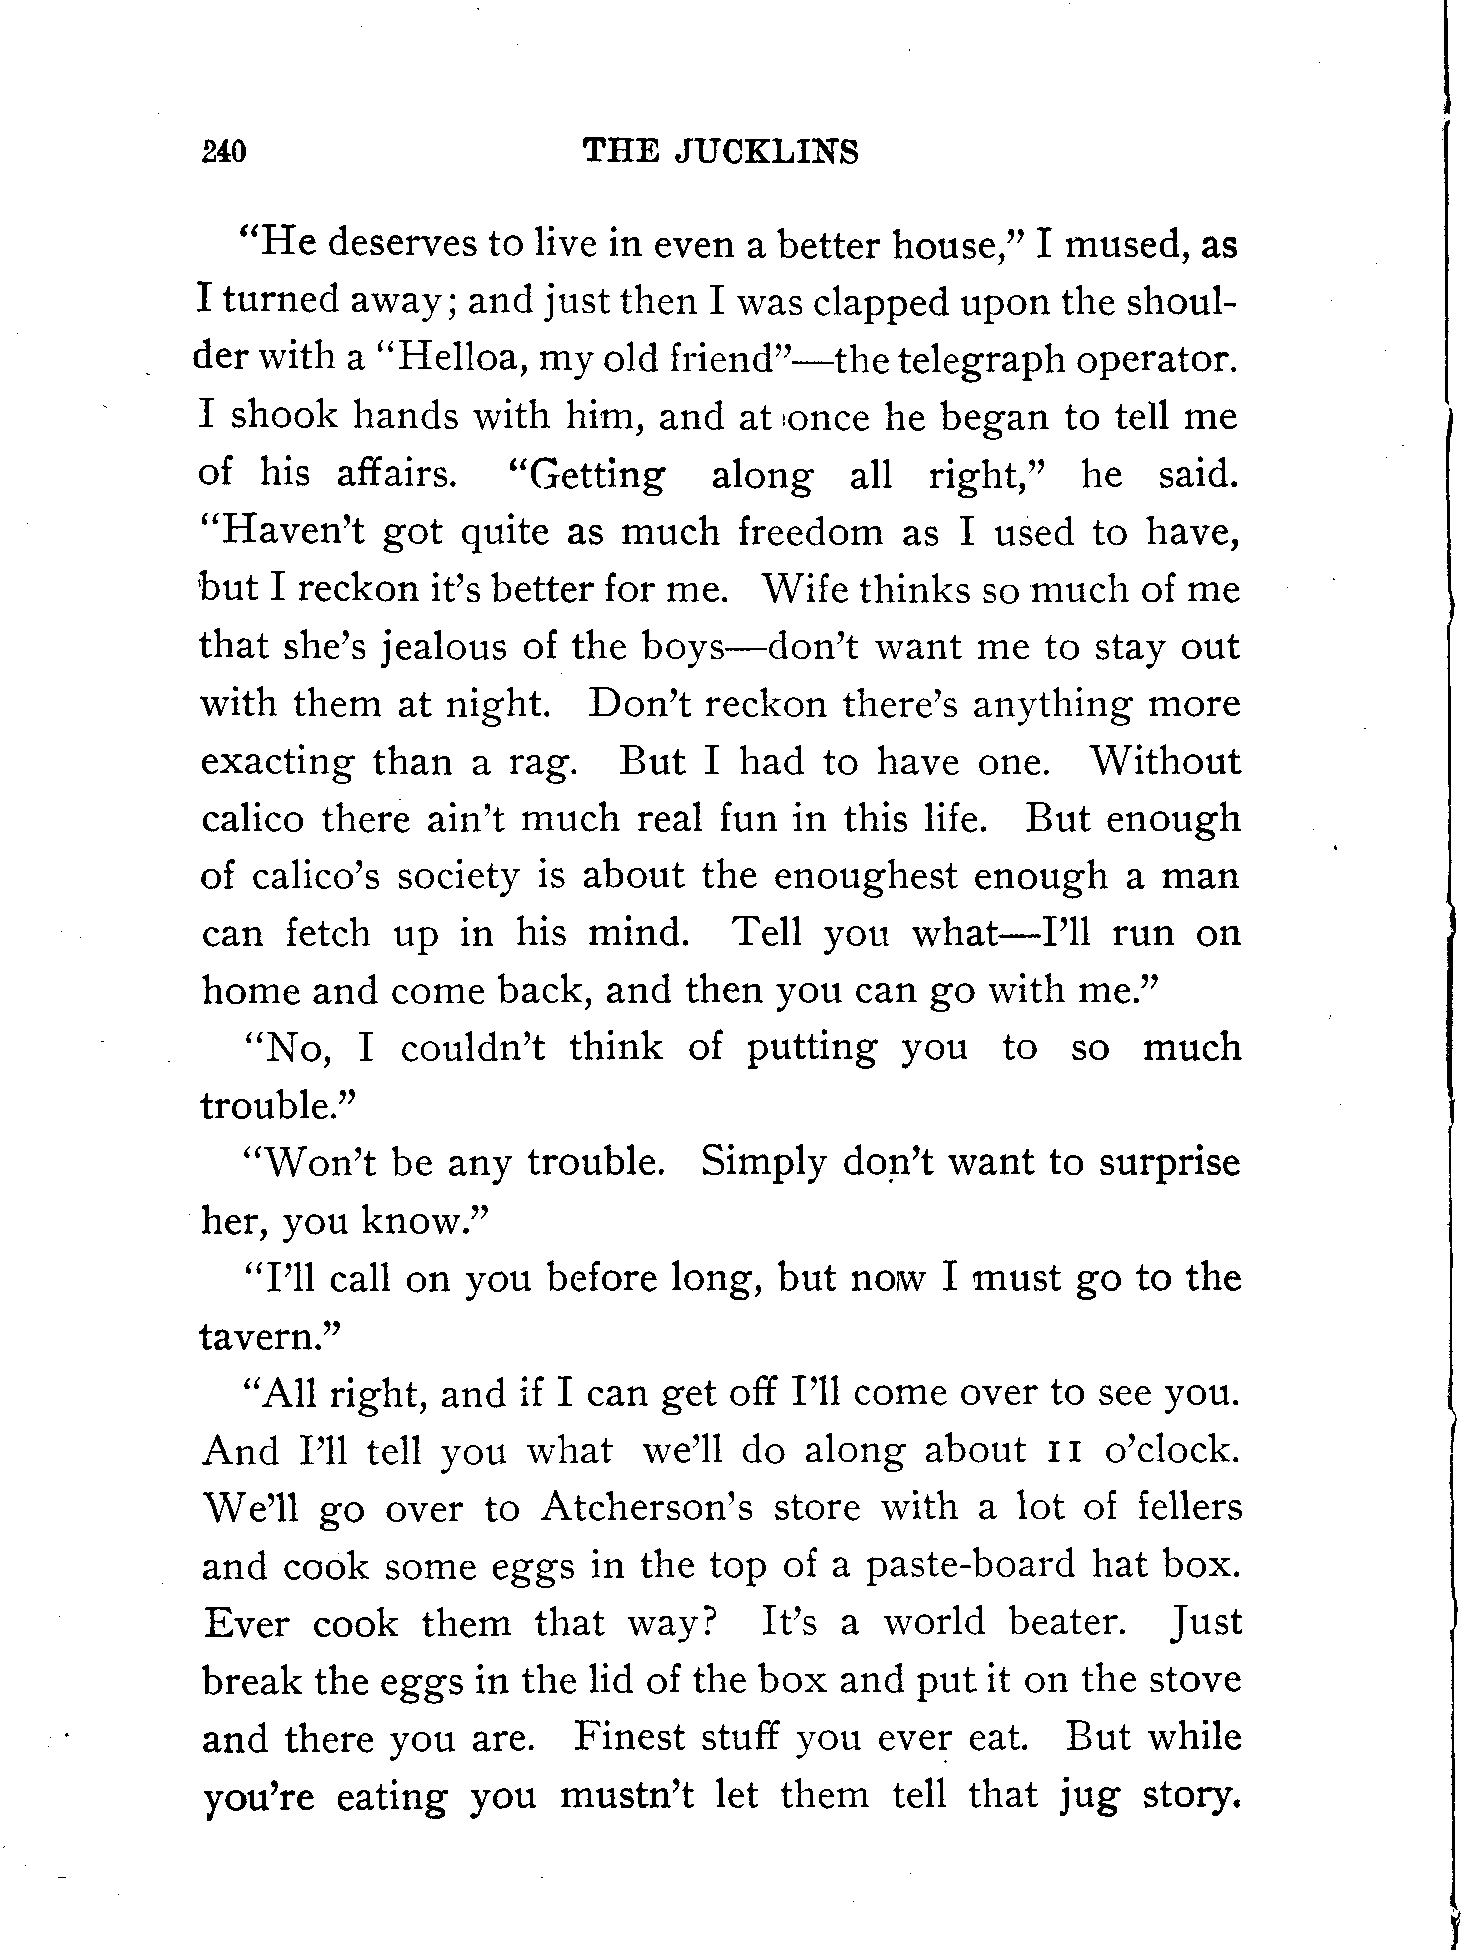 240 THE JUCKLINS
“He deserves to live in even a better house,” I mused, as
I turned away; and just then I was clapped upon the shoul-
der with a “Helloa, my old friend”—the telegraph operator.
I shook hands with him, and at once he began to tell me
of his affairs. “Getting along all right,” he said.
“Haven’t got quite as much freedom as I used to have,
but I reckon it’s better for me. Wife thinks so much of me
that she’s jealous of the boys—don’t want me to stay out
with them at night. Don’t reckon there’s anything more
exacting than a rag. But I had to have one. Without
calico there ain’t much real fun in this life. But enough
of calico’s society is about the enoughest enough a man
can fetch up in his mind. Tell you what—I’ll run on
home and come back, and then you can go with me.”
“No, I couldn’t think of putting you to so much
trouble.”
“Won’t be any trouble. Simply don’t want to surprise
her, you know.”
“I’ll call on you before long, but now I must go to the
tavern.”
“All right, and if I can get off I’ll come over to see you.
And I’ll tell you what we’ll do along about 11 o’clock.
We’ll go over to Atcherson’s store with a lot of fellers
and cook some eggs in the top of a paste-board hat box.
Ever cook them that way? It’s a world beater. Just
break the eggs in the lid of the box and put it on the stove
and there you are. Finest stuff you ever eat. But while
you’re eating you mustn’t let them tell that jug story.